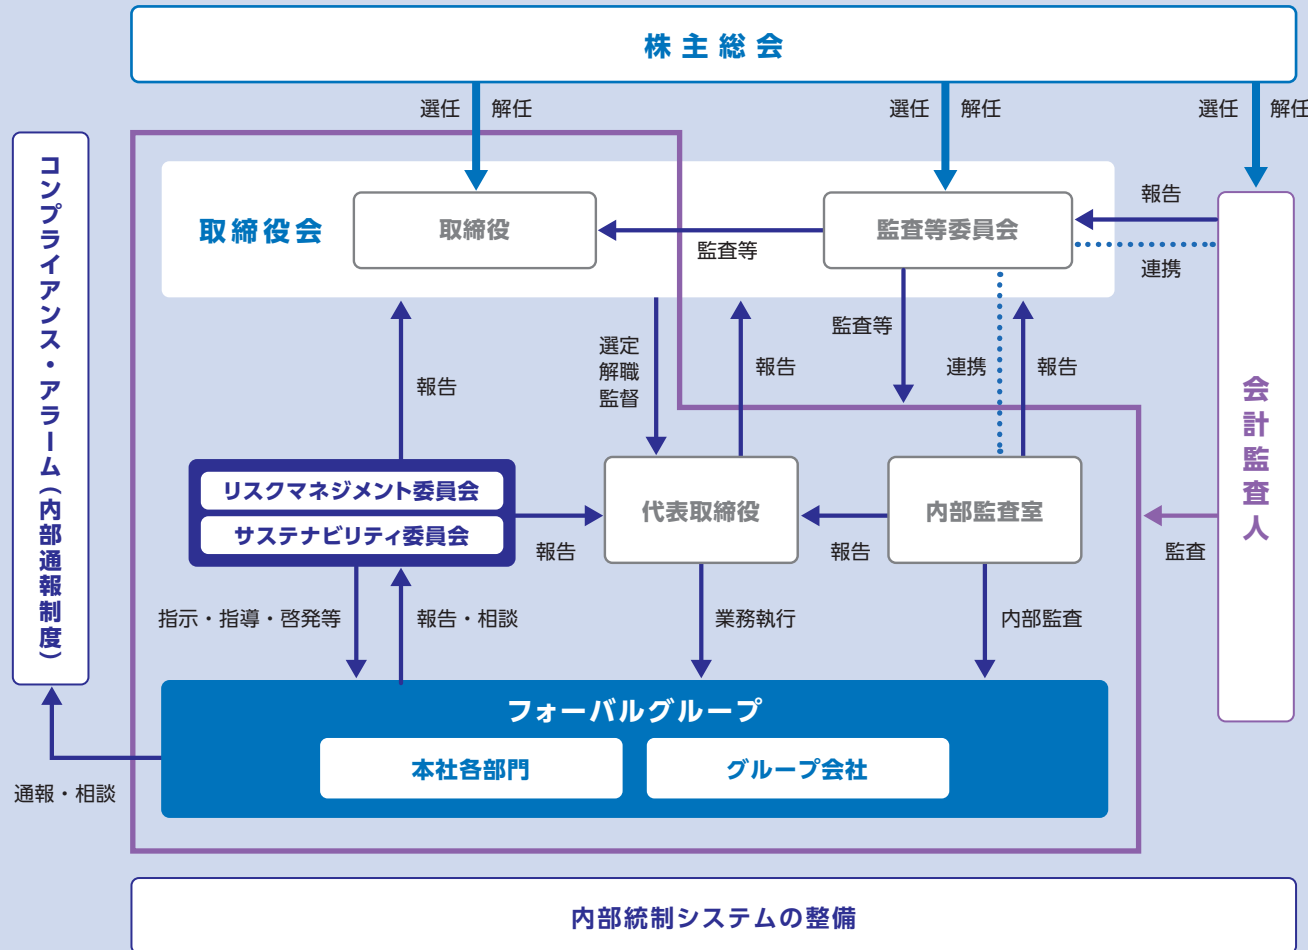 株主総会
選任
解任
選任
解任
選任
解任
コンプライアンス・アラーム(内部通報制度)
取締役会
取締役
監査等委員会
監査等
報告
連携
会計監査人
報告
選定
解職
監督
報告
監査等
連携
報告
リスクマネジメント委員会
サステナビリティ委員会
報告
代表取締役
報告
内部監査室
監査
指示・指導・啓発等
報告・相談
業務執行
内部監査
フォーバルグループ
本社各部門
グループ会社
通報・相談
内部統制システムの整備